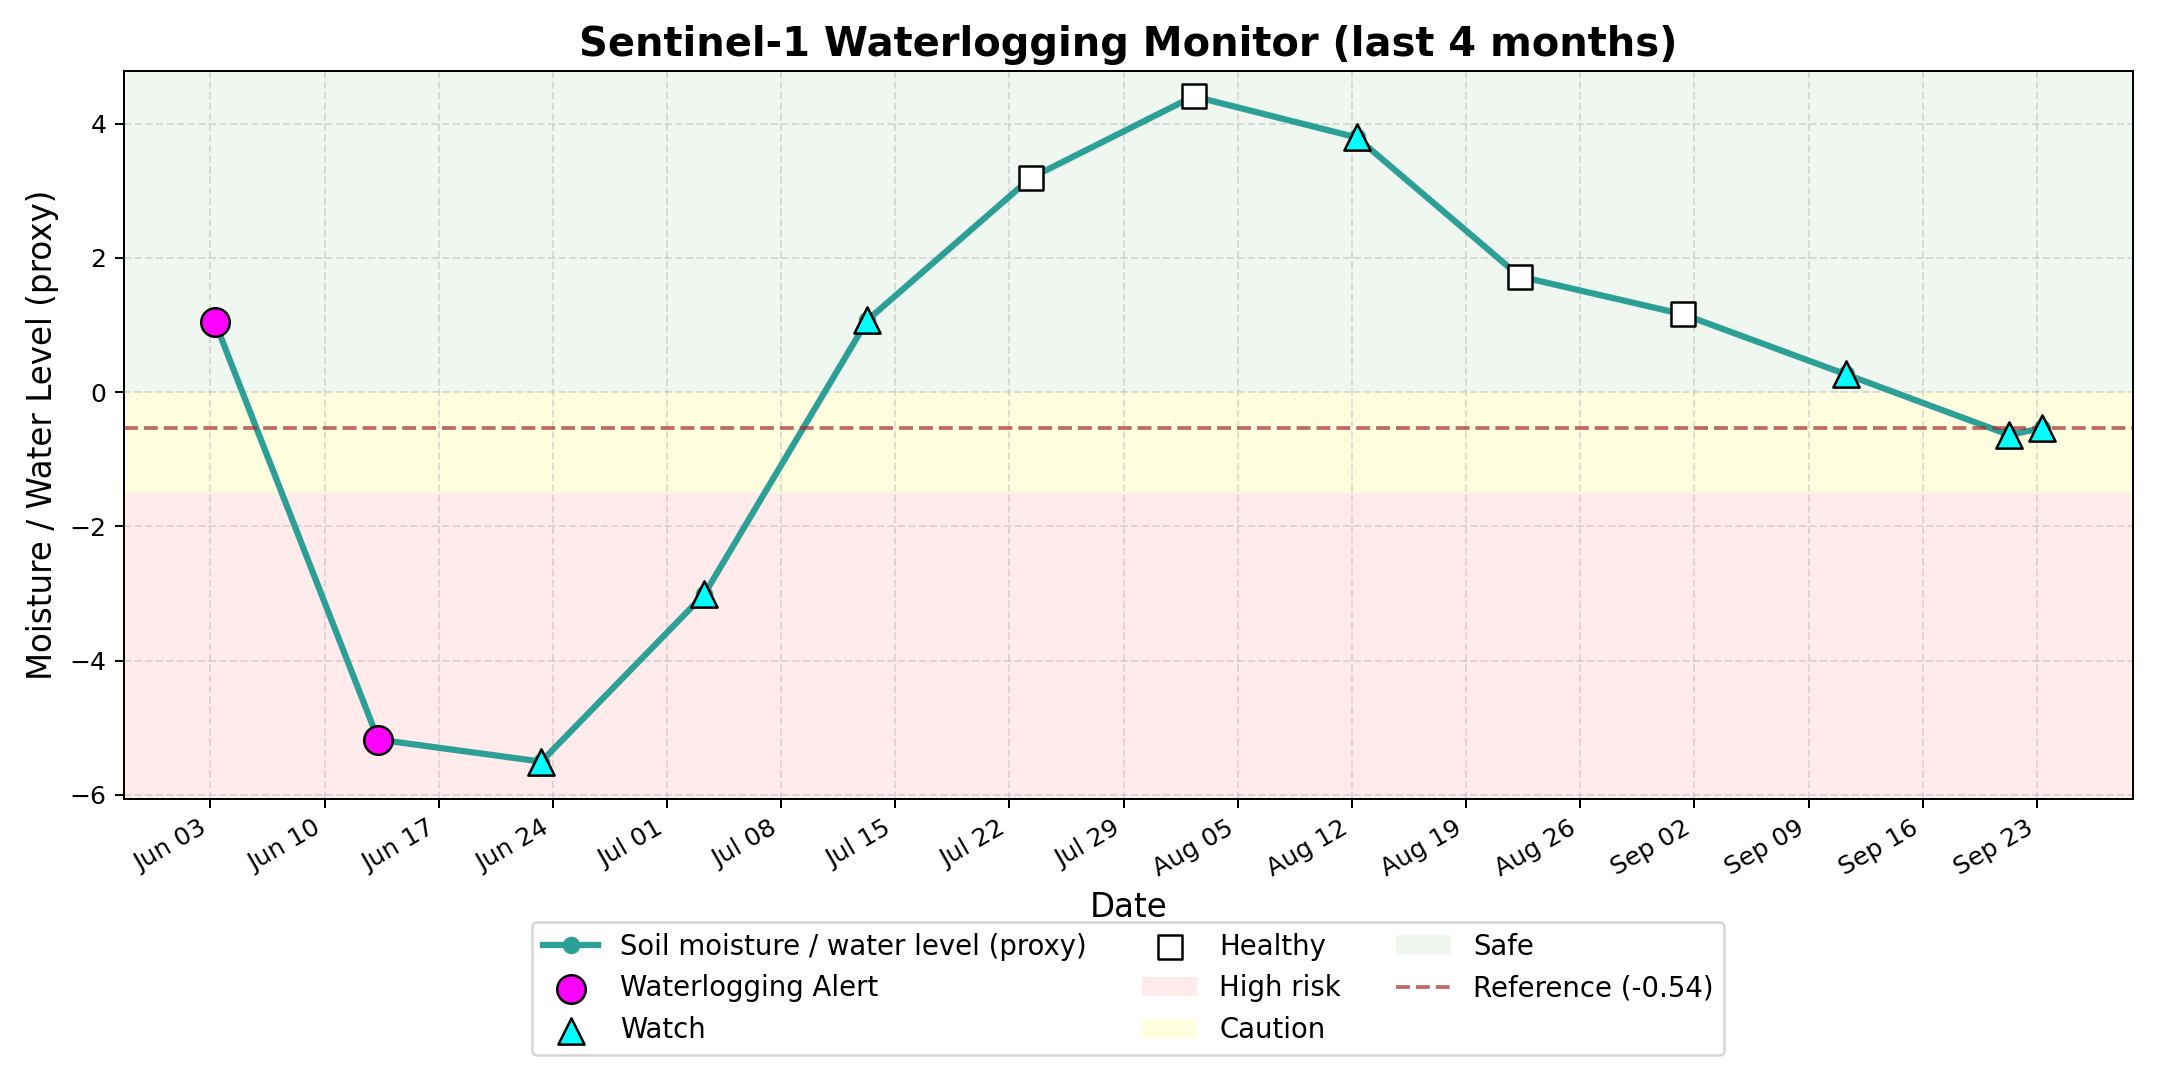 Sentinel-1 Waterlogging Monitor (last 4 months)
Moisture / Water Level (proxy)
4
2
0
−2
−4
−6
Jun 03
Jun 10
Jun 17
Jun 24
Jul 01
Jul 08
Jul 15
Jul 22
Jul 29
Aug 05
Aug 12
Aug 19
Aug 26
Sep 02
Sep 09
Sep 16
Sep 23
Date
Soil moisture / water level (proxy)
Waterlogging Alert
Watch
Healthy
High risk
Caution
Safe
Reference (-0.54)